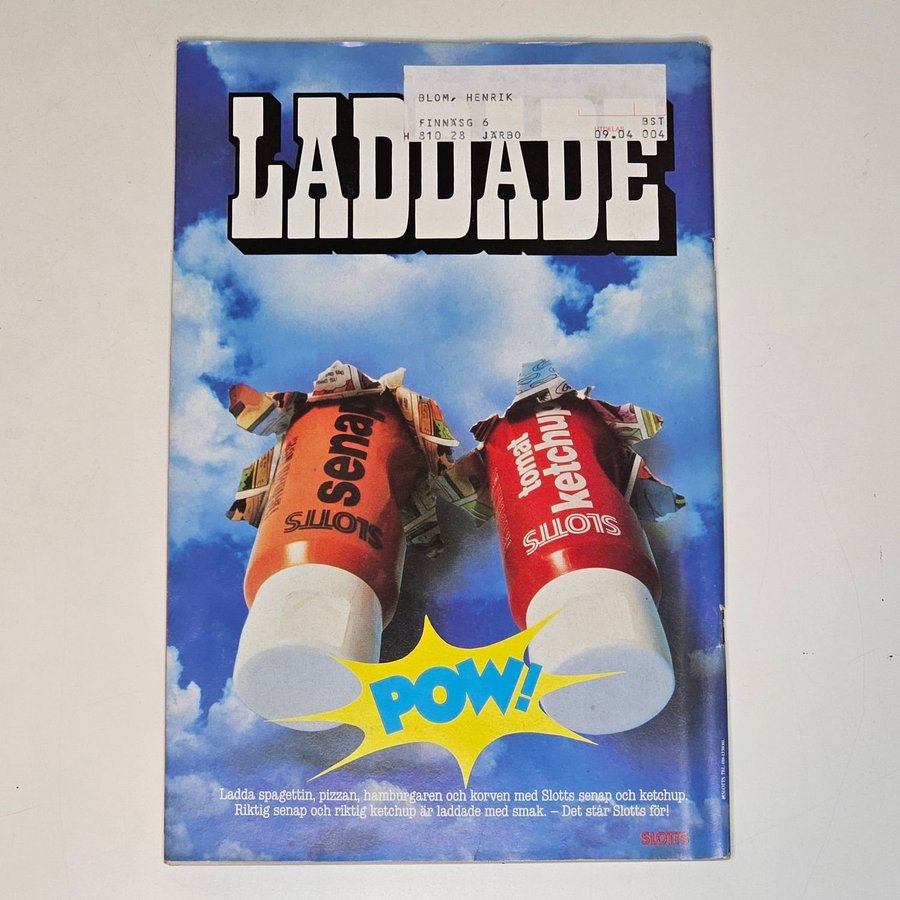 BLOM, HENRIK
FINNÄSG 6 BST
H 810 28 JÄRBO 09.04 004
LADDADE
senap
SLOTTS
tomat
ketchup
SLOTTS
POW!
Ladda spagettin, pizzan, hamburgaren och korven med Slotts senap och ketchup.
Riktig senap och riktig ketchup är laddade med smak. – Det står Slotts för!
SLOTTS